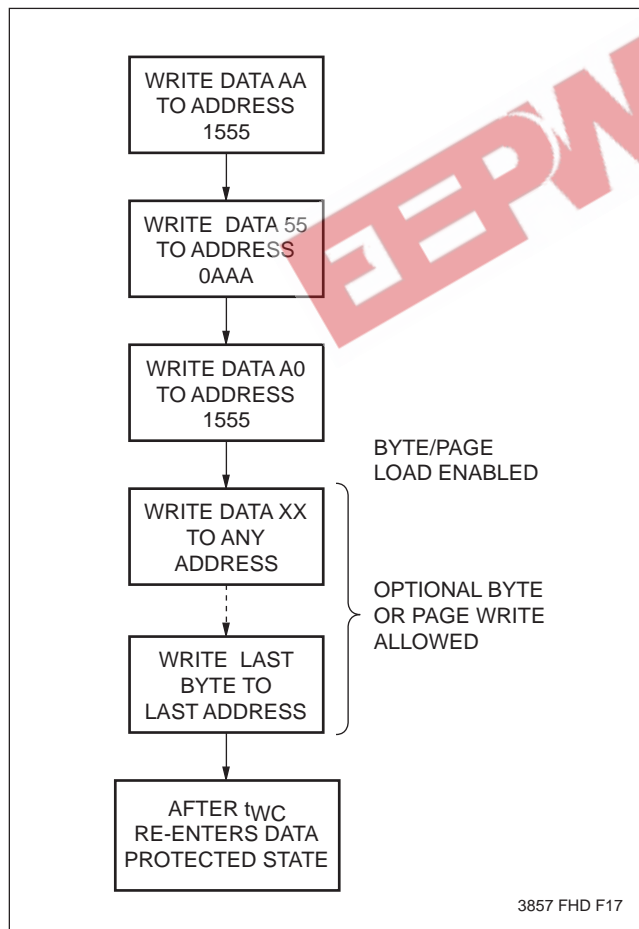 WRITE DATA AA
TO ADDRESS
1555
WRITE DATA 55
TO ADDRESS
0AAA
WRITE DATA A0
TO ADDRESS
1555
BYTE/PAGE
LOAD ENABLED
WRITE DATA XX
TO ANY
ADDRESS
OPTIONAL BYTE
OR PAGE WRITE
ALLOWED
WRITE LAST
BYTE TO
LAST ADDRESS
AFTER tWC
RE-ENTERS DATA
PROTECTED STATE
3857 FHD F17
EEPW